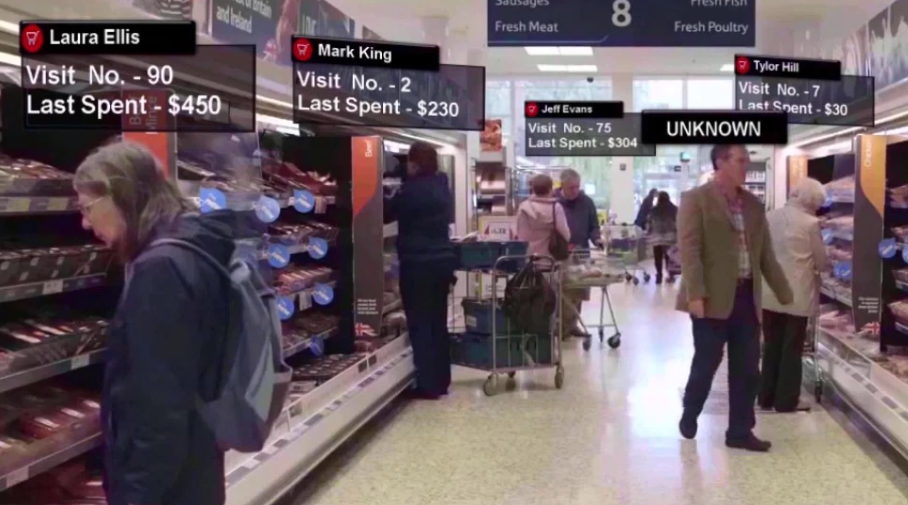 Sausages
Fresh Meat
8
Fresh Fish
Fresh Poultry
and Ireland
Laura Ellis
Visit No. - 90
Last Spent - $450
Mark King
Visit No. - 2
Last Spent - $230
Jeff Evans
Visit No. - 75
Last Spent - $304
UNKNOWN
Tylor Hill
Visit No. - 7
Last Spent - $30
Beef
Chicken